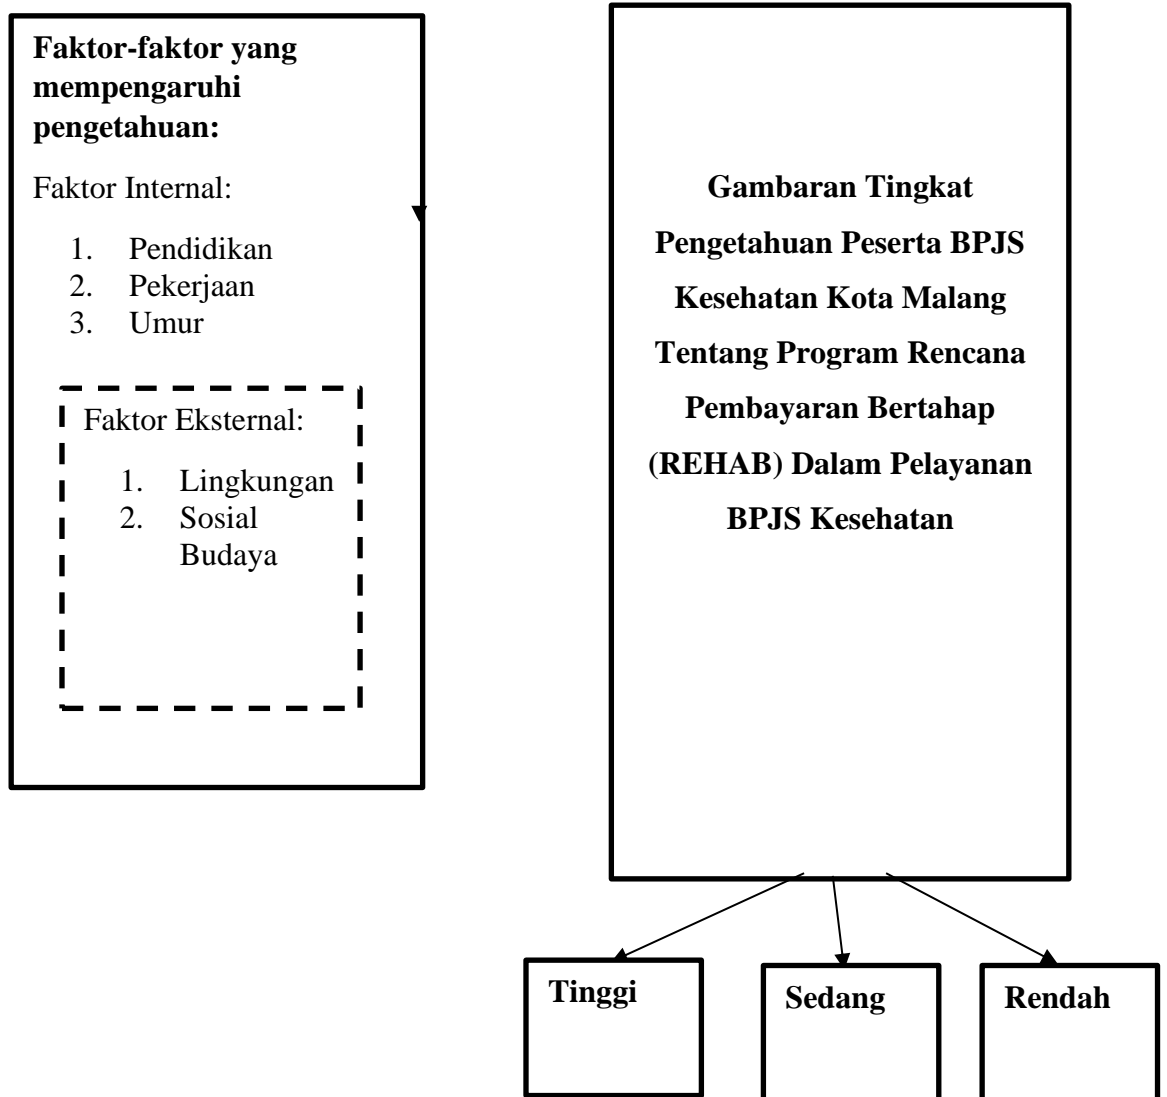 Faktor-faktor yang
mempengaruhi
pengetahuan:
Faktor Internal:
1. Pendidikan
2. Pekerjaan
3. Umur
Faktor Eksternal:
1. Lingkungan
2. Sosial
Budaya
Gambaran Tingkat
Pengetahuan Peserta BPJS
Kesehatan Kota Malang
Tentang Program Rencana
Pembayaran Bertahap
(REHAB) Dalam Pelayanan
BPJS Kesehatan
Tinggi
Sedang
Rendah